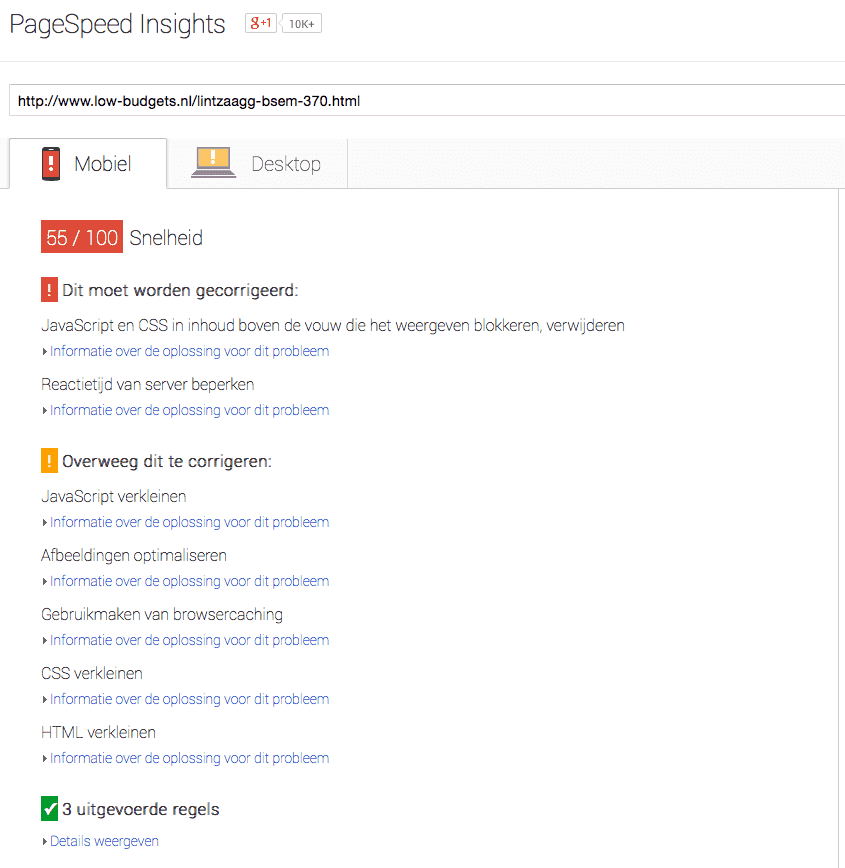 PageSpeed Insights g+1 10K+
http://www.low-budgets.nl/lintzaagg-bsem-370.html
Mobiel Desktop
55 / 100 Snelheid
! Dit moet worden gecorrigeerd:
JavaScript en CSS in inhoud boven de vouw die het weergeven blokkeren, verwijderen
Informatie over de oplossing voor dit probleem
Reactietijd van server beperken
Informatie over de oplossing voor dit probleem
! Overweeg dit te corrigeren:
JavaScript verkleinen
Informatie over de oplossing voor dit probleem
Afbeeldingen optimaliseren
Informatie over de oplossing voor dit probleem
Gebruikmaken van browsercaching
Informatie over de oplossing voor dit probleem
CSS verkleinen
Informatie over de oplossing voor dit probleem
HTML verkleinen
Informatie over de oplossing voor dit probleem
3 uitgevoerde regels
Details weergeven